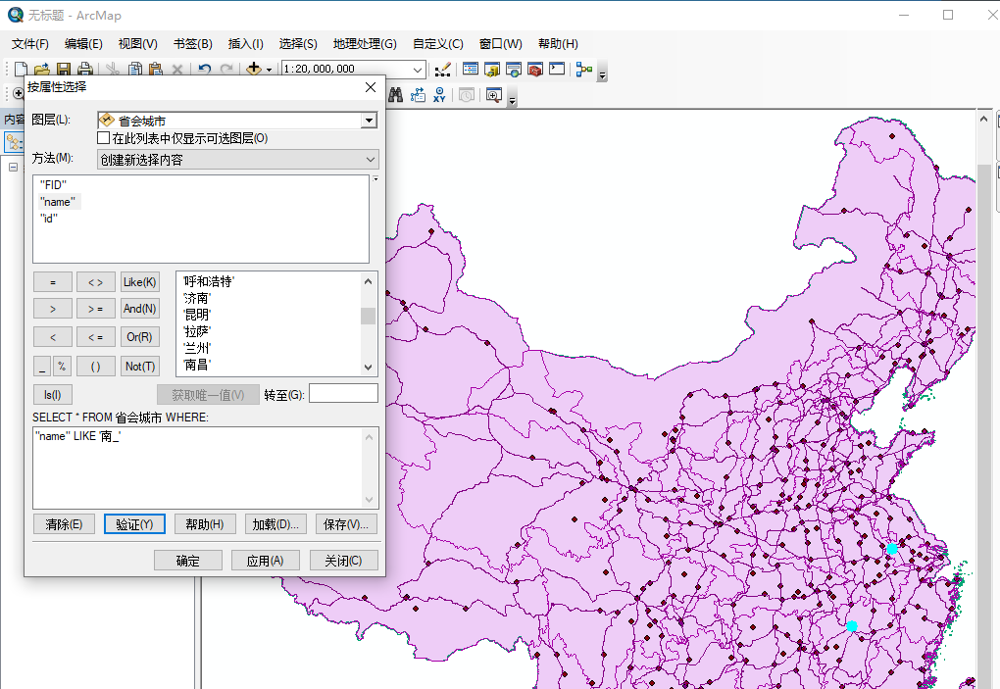 无标题 - ArcMap
文件(F) 编辑(E) 视图(V) 书签(B) 插入(I) 选择(S) 地理处理(G) 自定义(C) 窗口(W) 帮助(H)
1:20,000,000
按属性选择
内容
图层(L): 省会城市
在此列表中仅显示可选图层(O)
方法(M): 创建新选择内容
"FID"
"name"
"id"
= < > Like(K)
> > = And(N)
< < = Or(R)
_ % ( ) Not(T)
'呼和浩特'
'济南'
'昆明'
'拉萨'
'兰州'
'南昌'
Is(I) 获取唯一值(V) 转至(G):
SELECT * FROM 省会城市 WHERE:
"name" LIKE '南_'
清除(E) 验证(Y) 帮助(H) 加载(D)... 保存(V)...
确定 应用(A) 关闭(C)
XY